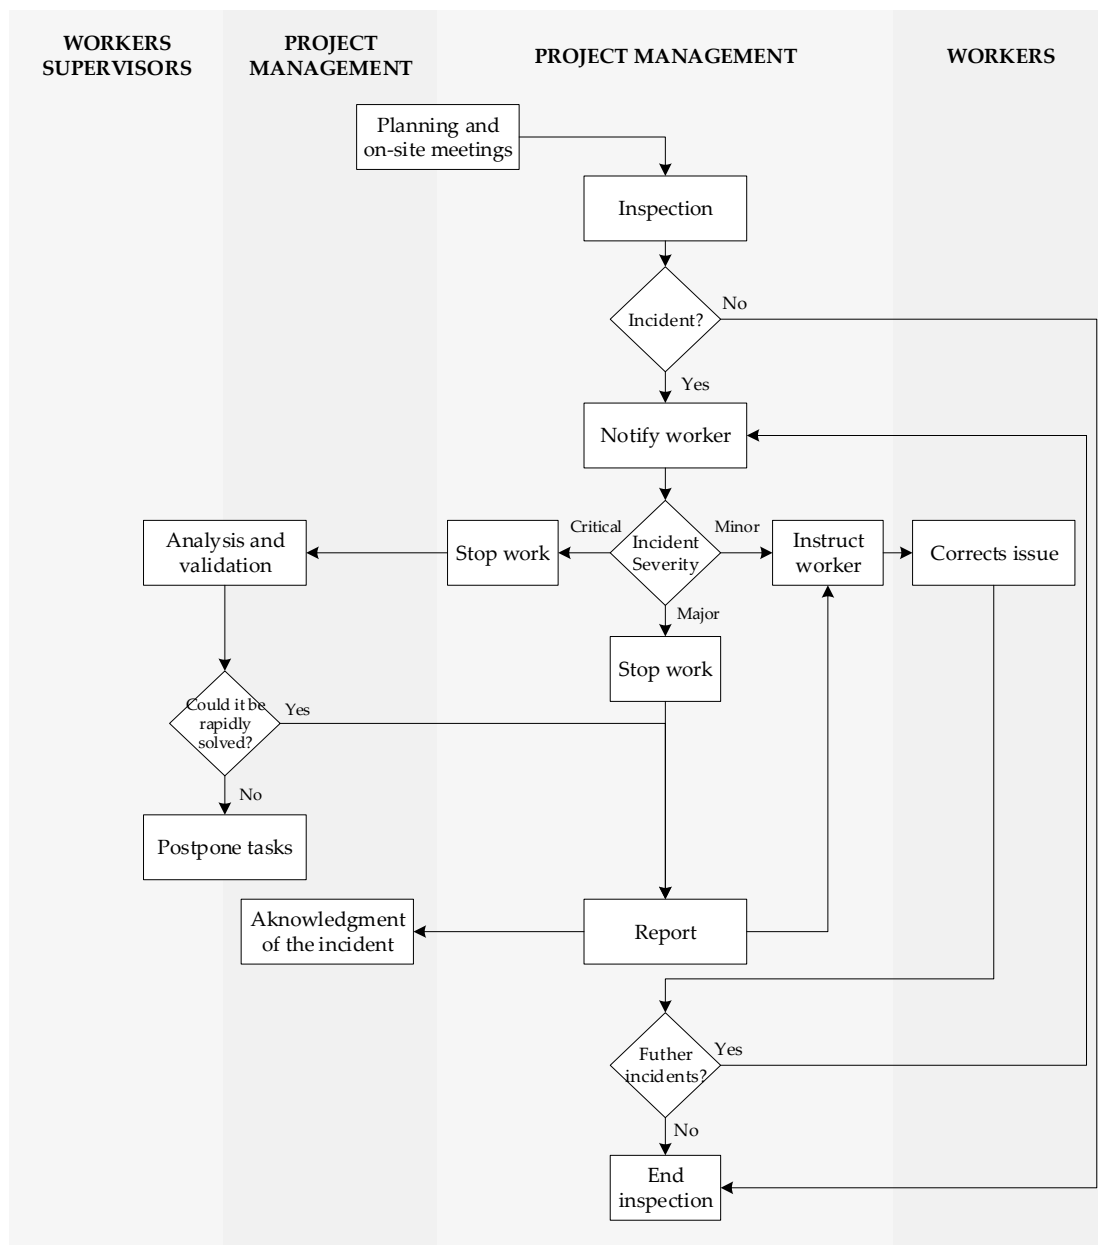 WORKERS
SUPERVISORS
PROJECT
MANAGEMENT
PROJECT MANAGEMENT
WORKERS
Planning and
on-site meetings
Inspection
Incident?
No
Yes
Notify worker
Critical
Incident
Severity
Minor
Analysis and
validation
Stop work
Instruct
worker
Corrects issue
Major
Stop work
Could it be
rapidly
solved?
Yes
No
Postpone tasks
Aknowledgment
of the incident
Report
Futher
incidents?
Yes
No
End
inspection